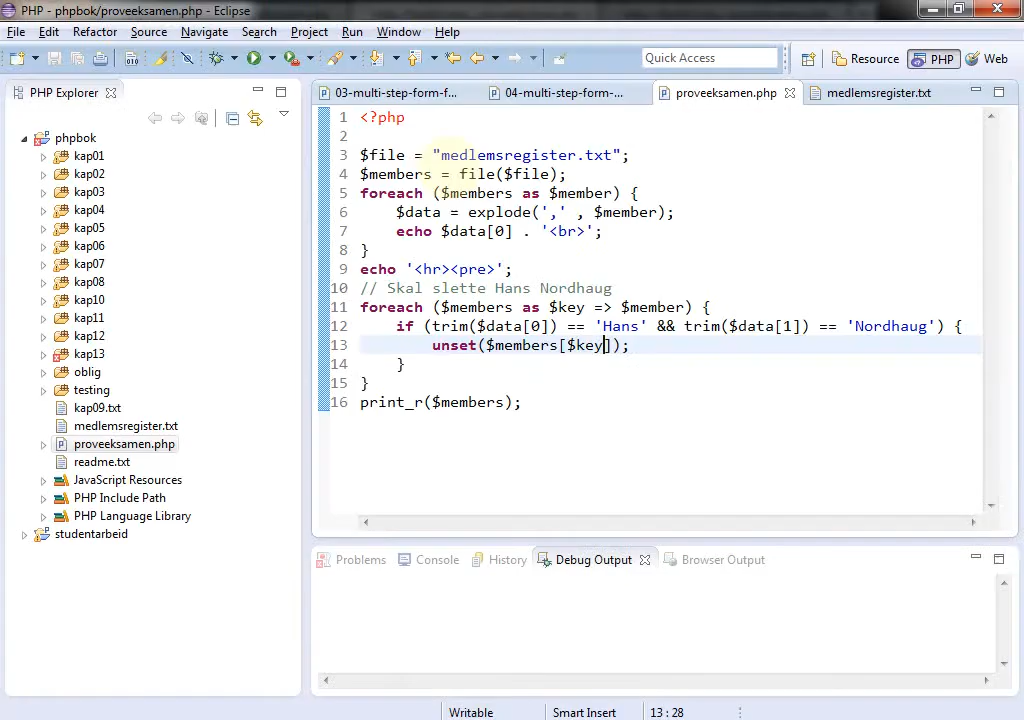 PHP - phpbok/proveeksamen.php - Eclipse
File Edit Refactor Source Navigate Search Project Run Window Help
Quick Access Resource PHP Web
PHP Explorer
phpbok
kap01
kap02
kap03
kap04
kap05
kap06
kap07
kap08
kap10
kap11
kap12
kap13
oblig
testing
kap09.txt
medlemsregister.txt
proveeksamen.php
readme.txt
JavaScript Resources
PHP Include Path
PHP Language Library
studentarbeid
03-multi-step-form-f... 04-multi-step-form-... proveeksamen.php medlemsregister.txt
1 <?php
2
3 $file = "medlemsregister.txt";
4 $members = file($file);
5 foreach ($members as $member) {
6 $data = explode(',' , $member);
7 echo $data[0] . '<br>';
8 }
9 echo '<hr><pre>';
10 // Skal slette Hans Nordhaug
11 foreach ($members as $key => $member) {
12 if (trim($data[0]) == 'Hans' && trim($data[1]) == 'Nordhaug') {
13 unset($members[$key]);
14 }
15 }
16 print_r($members);
Problems Console History Debug Output Browser Output
Writable Smart Insert 13 : 28